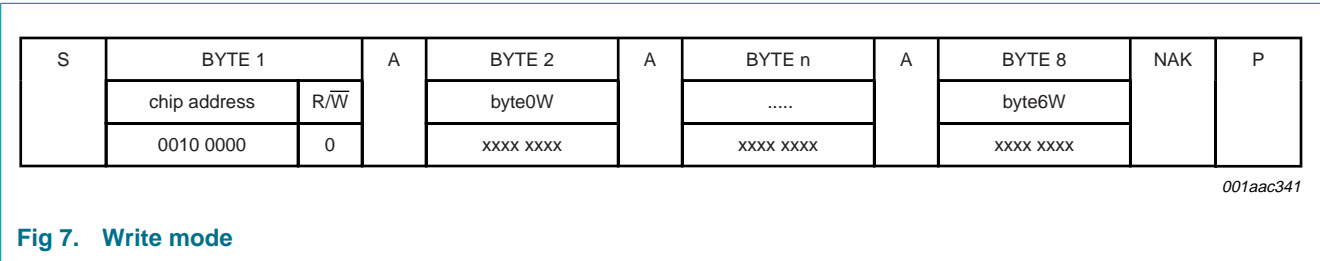 S BYTE 1 A BYTE 2 A BYTE n A BYTE 8 NAK P
chip address R/W̅ byte0W ..... byte6W
0010 0000 0 xxxx xxxx xxxx xxxx xxxx xxxx
001aac341
Fig 7. Write mode